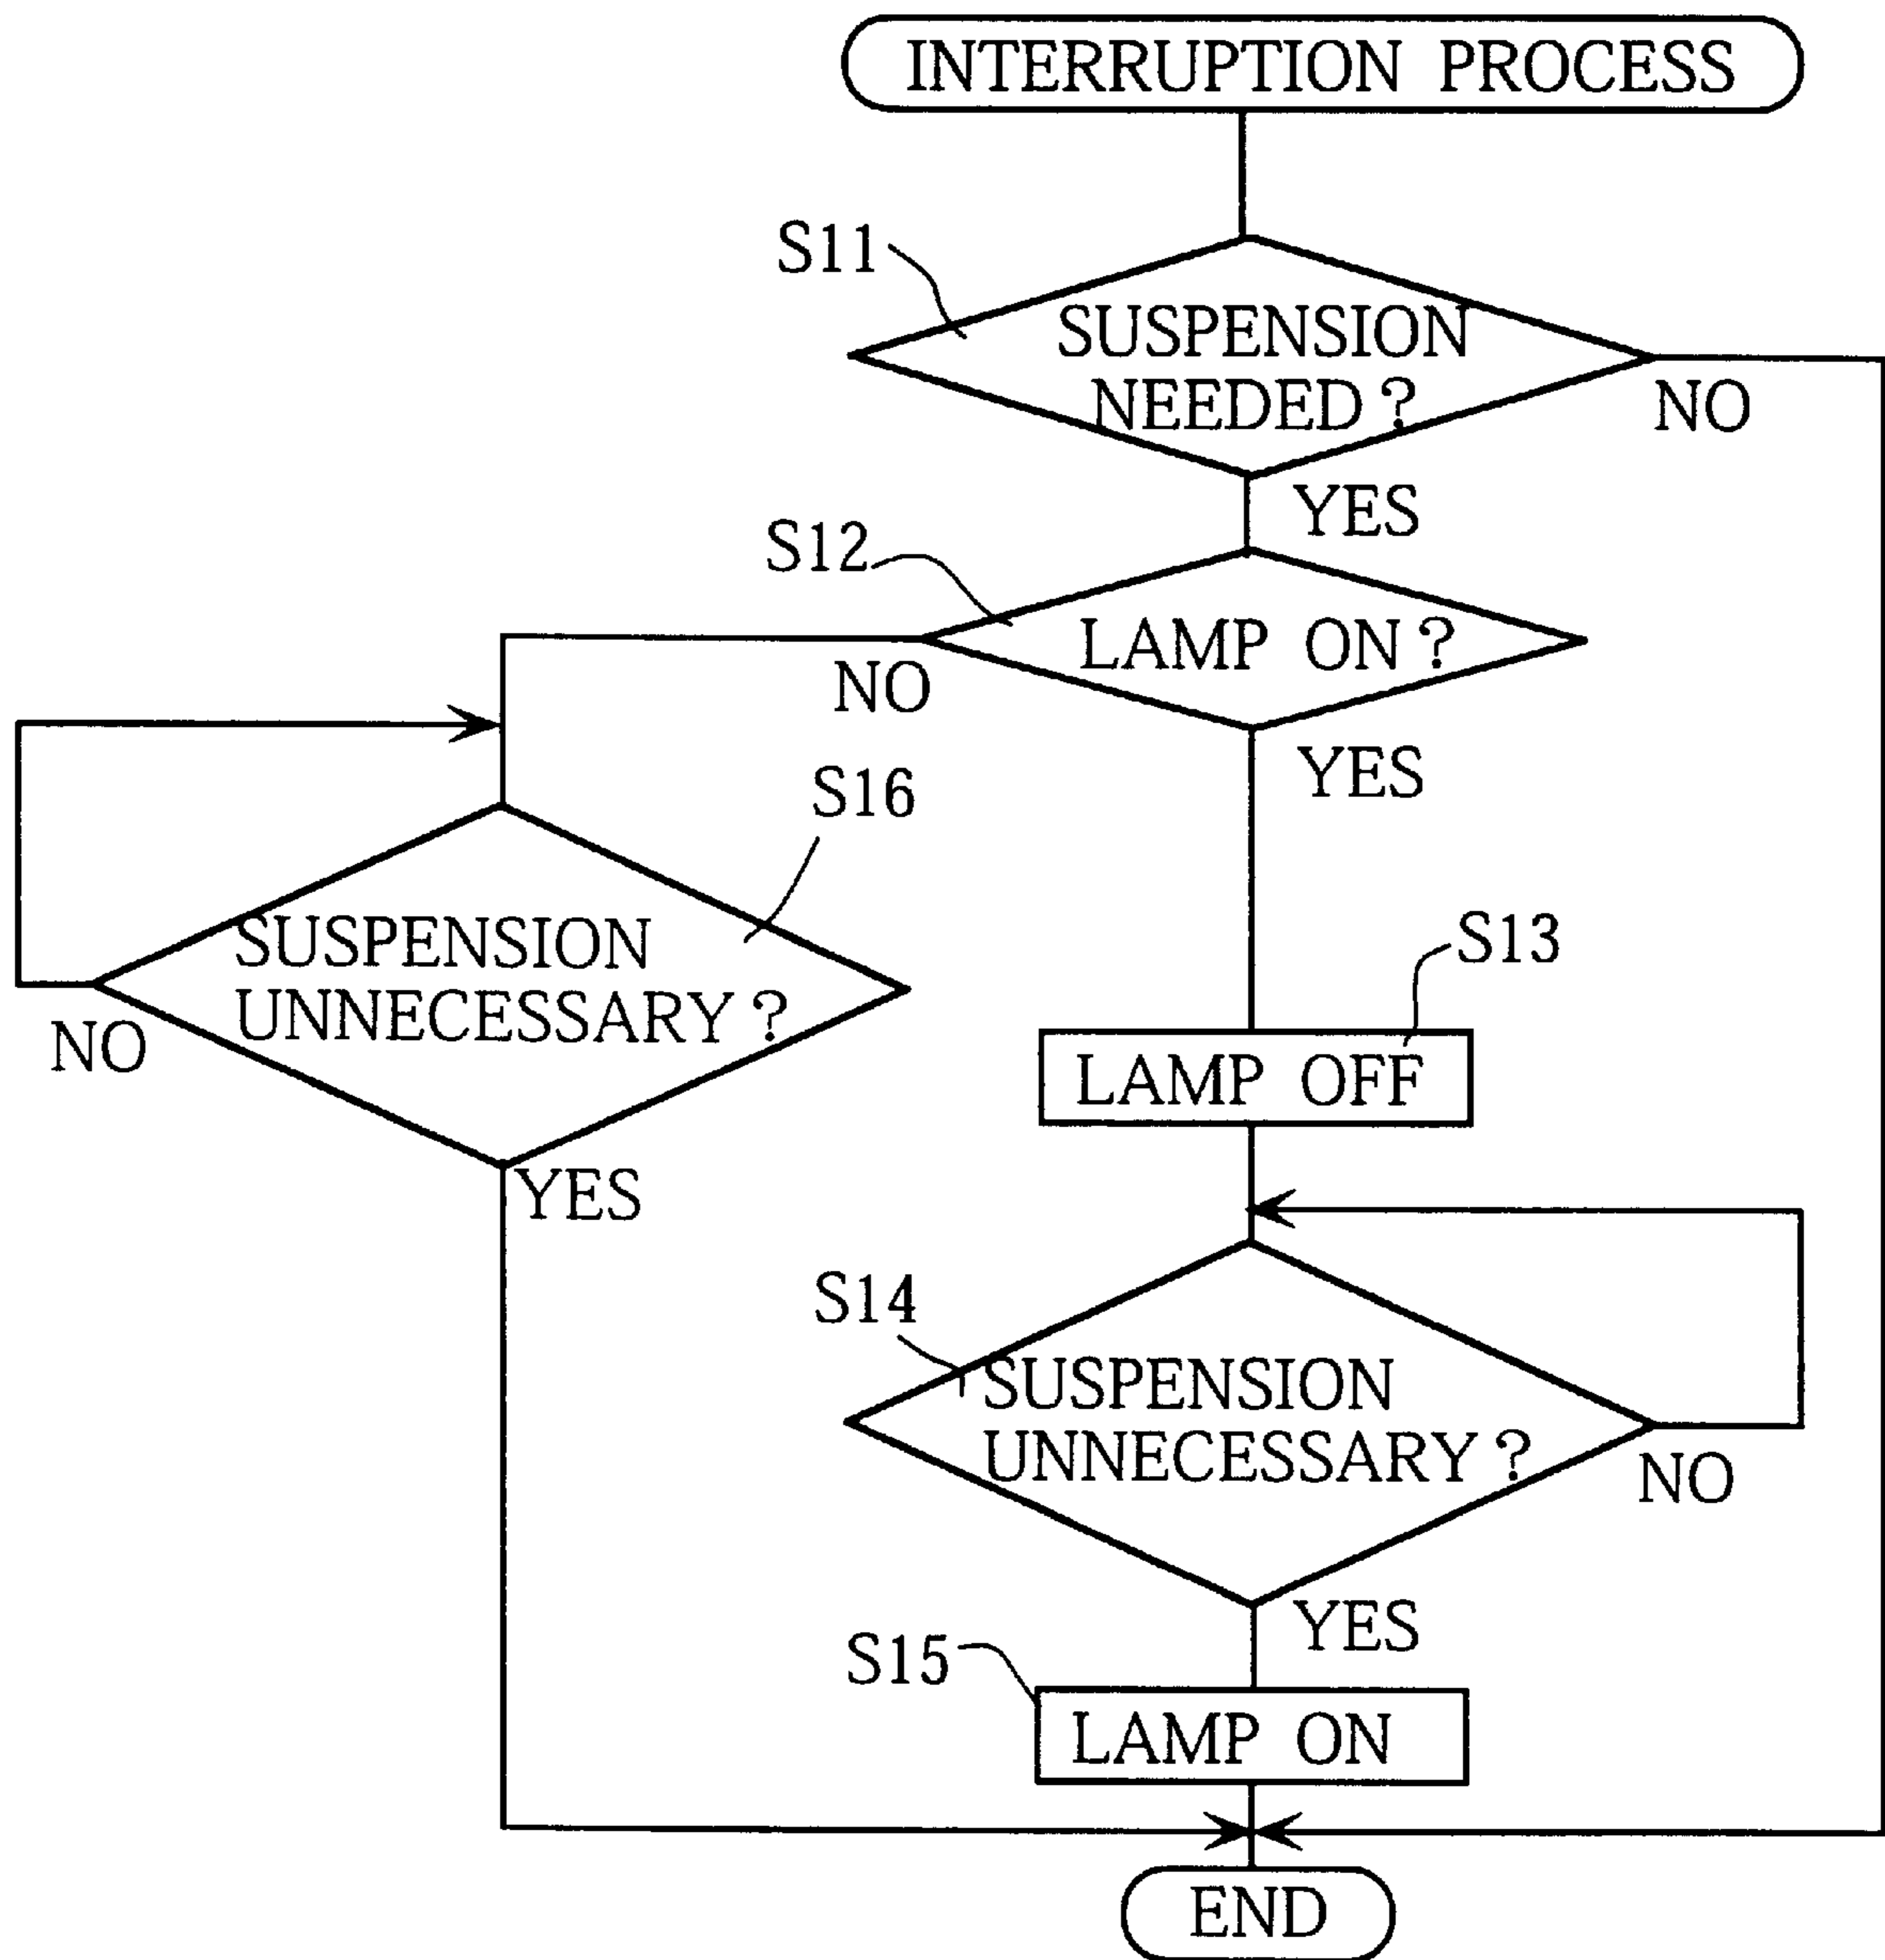 INTERRUPTION PROCESS
S11
SUSPENSION
NEEDED ?
NO
YES
S12
LAMP ON ?
NO
YES
S16
SUSPENSION
UNNECESSARY ?
NO
YES
S13
LAMP OFF
S14
SUSPENSION
UNNECESSARY ?
NO
YES
S15
LAMP ON
END